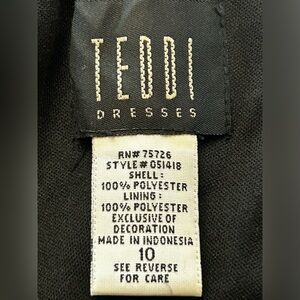 TEDDI
DRESSES
RN# 75726
STYLE# 051418
SHELL:
100% POLYESTER
LINING:
100% POLYESTER
EXCLUSIVE OF
DECORATION
MADE IN INDONESIA
10
SEE REVERSE
FOR CARE